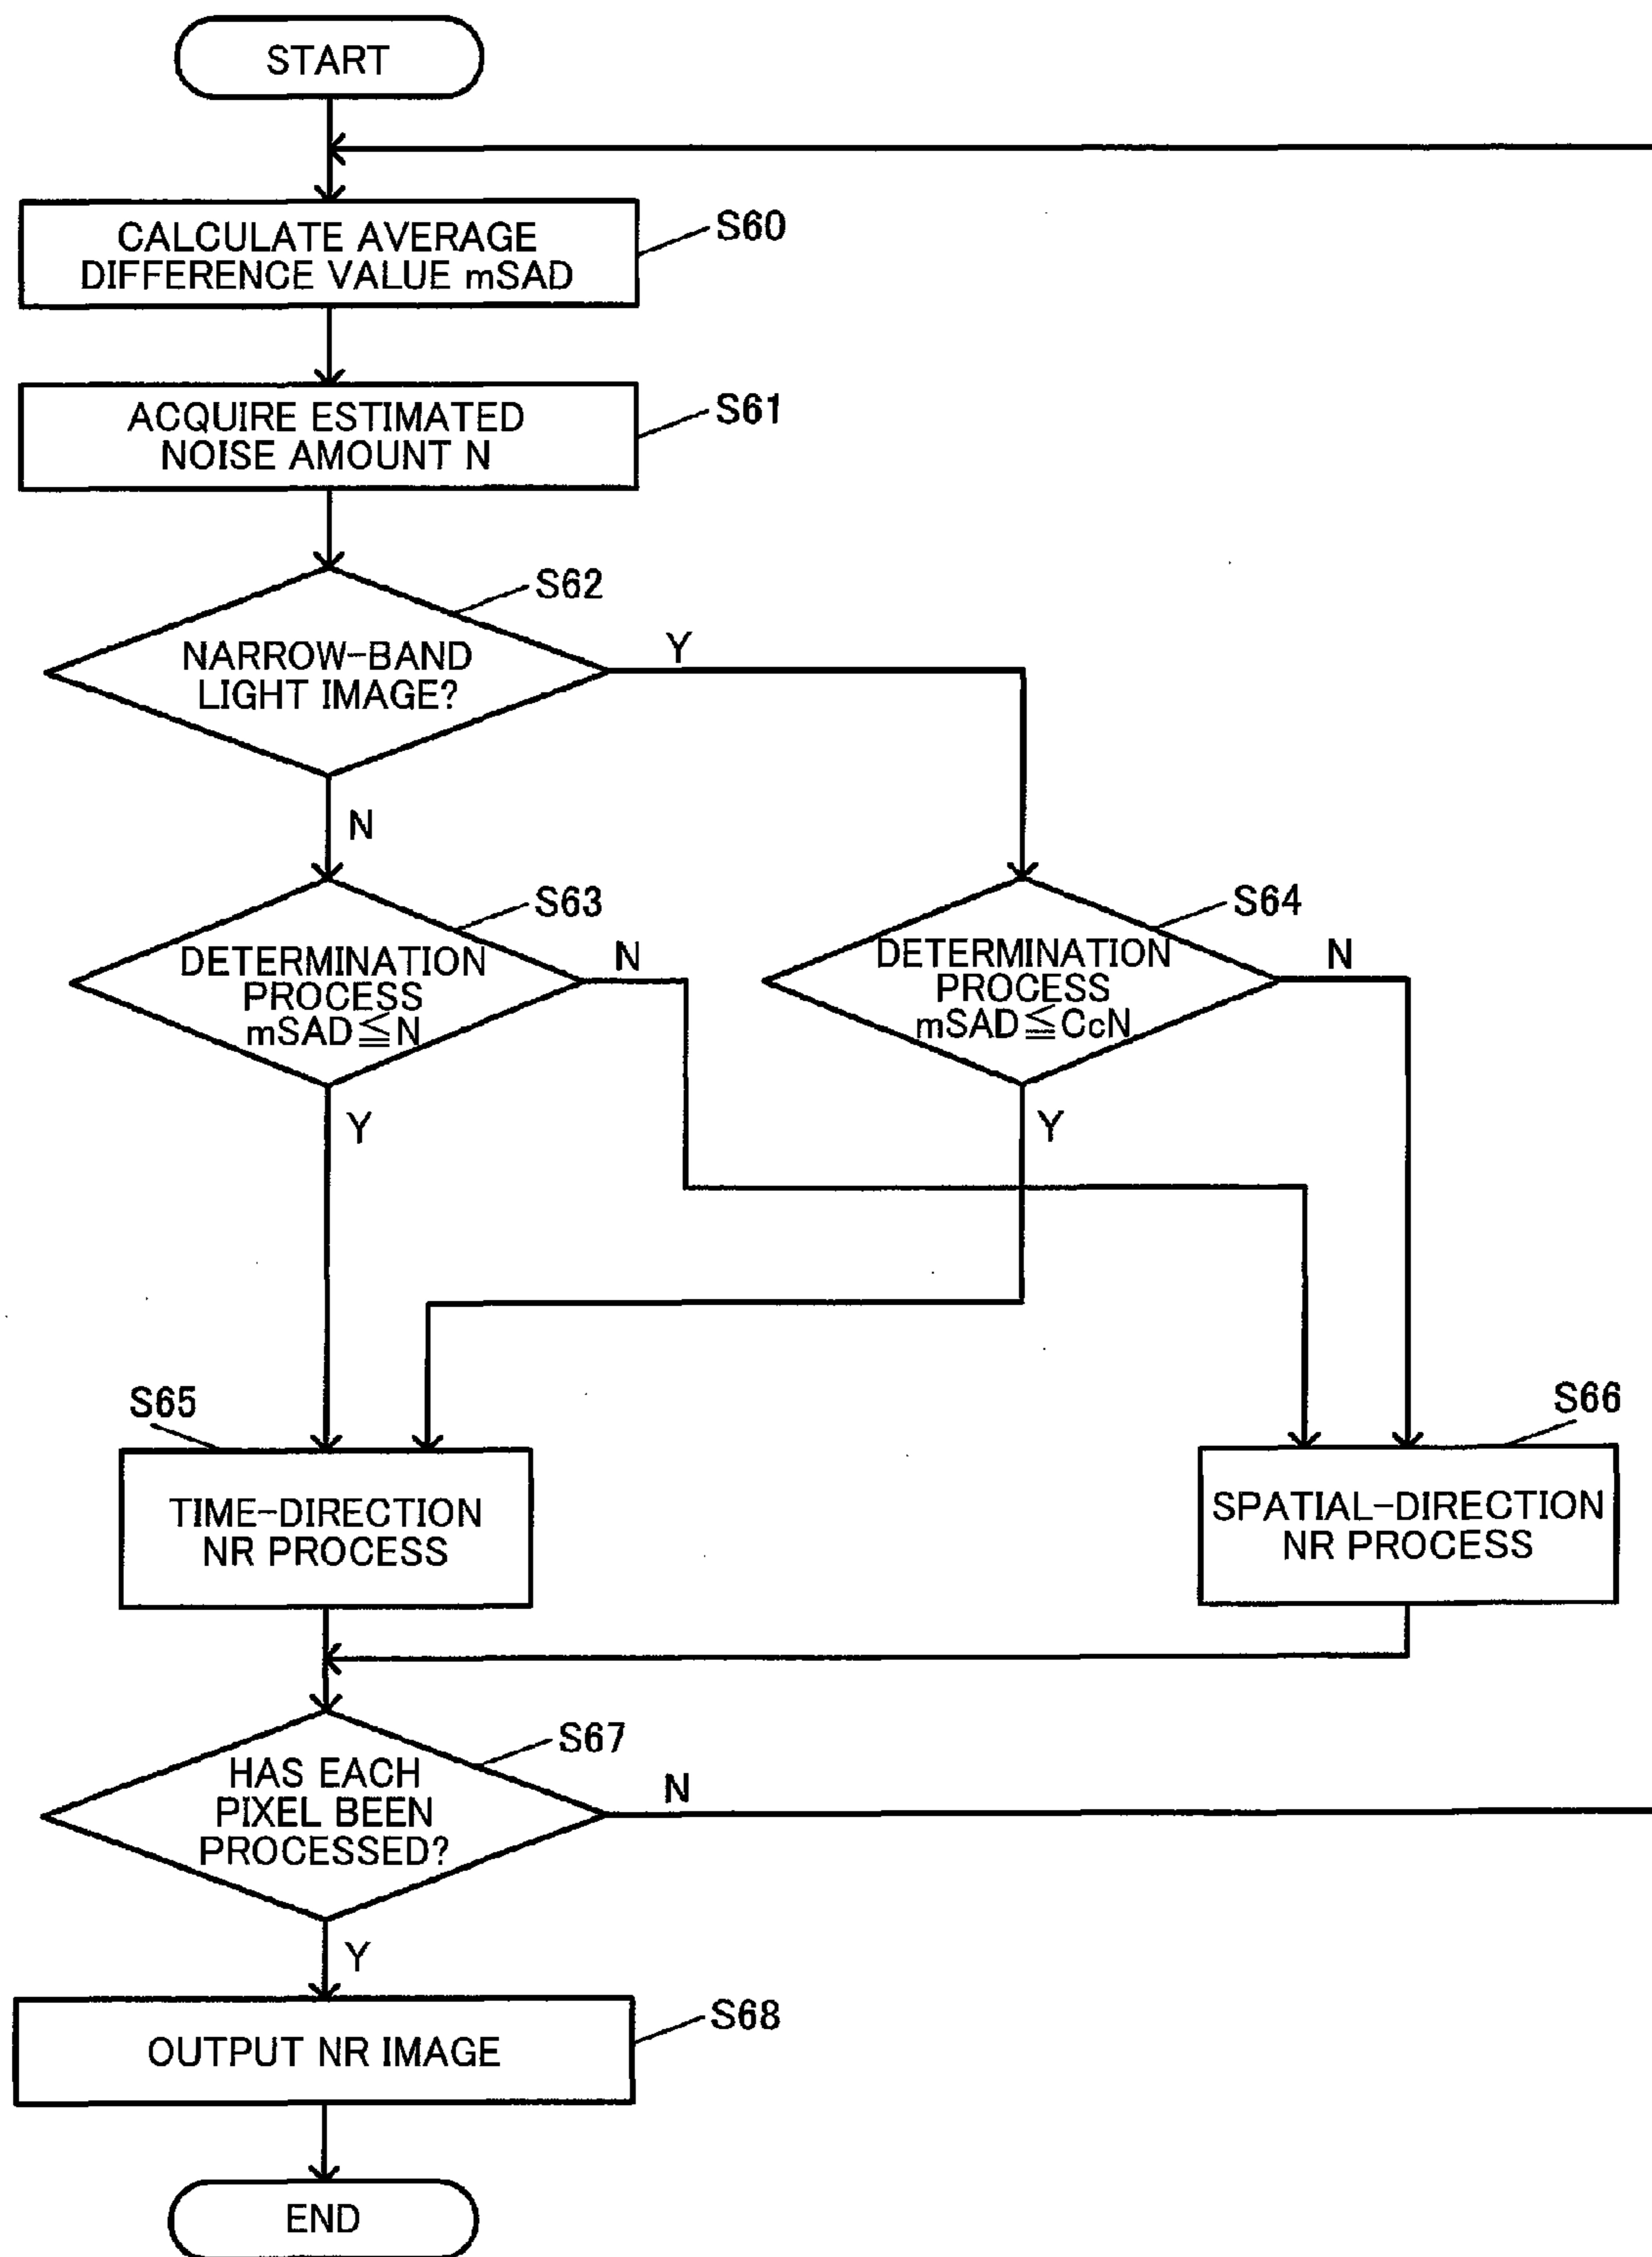 START
CALCULATE AVERAGE
DIFFERENCE VALUE mSAD
S60
ACQUIRE ESTIMATED
NOISE AMOUNT N
S61
S62
NARROW-BAND
LIGHT IMAGE?
Y
N
S63
DETERMINATION
PROCESS
mSAD≦N
N
Y
S64
DETERMINATION
PROCESS
mSAD≦CcN
N
Y
S65
TIME-DIRECTION
NR PROCESS
S66
SPATIAL-DIRECTION
NR PROCESS
S67
HAS EACH
PIXEL BEEN
PROCESSED?
N
Y
S68
OUTPUT NR IMAGE
END